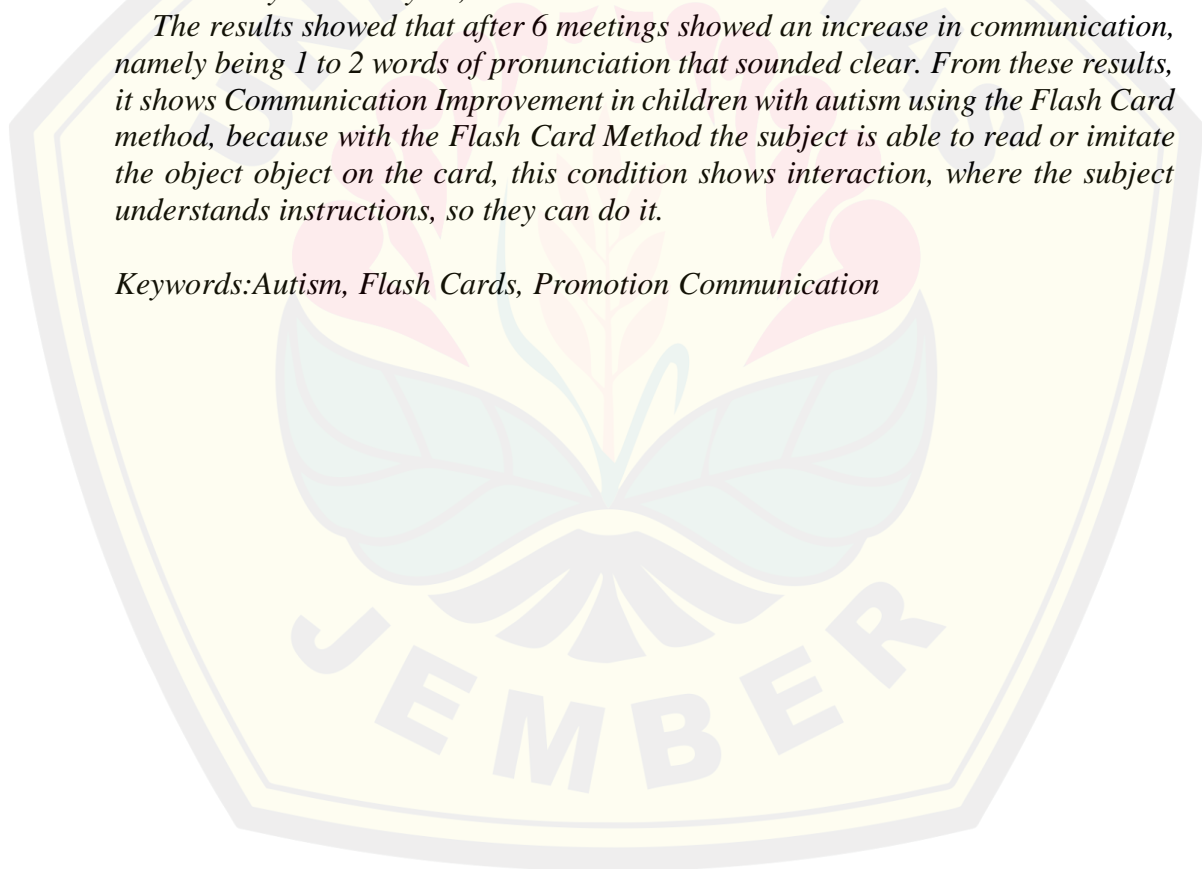 The results showed that after 6 meetings showed an increase in communication,
namely being 1 to 2 words of pronunciation that sounded clear. From these results,
it shows Communication Improvement in children with autism using the Flash Card
method, because with the Flash Card Method the subject is able to read or imitate
the object object on the card, this condition shows interaction, where the subject
understands instructions, so they can do it.
Keywords:Autism, Flash Cards, Promotion Communication
JEMBER